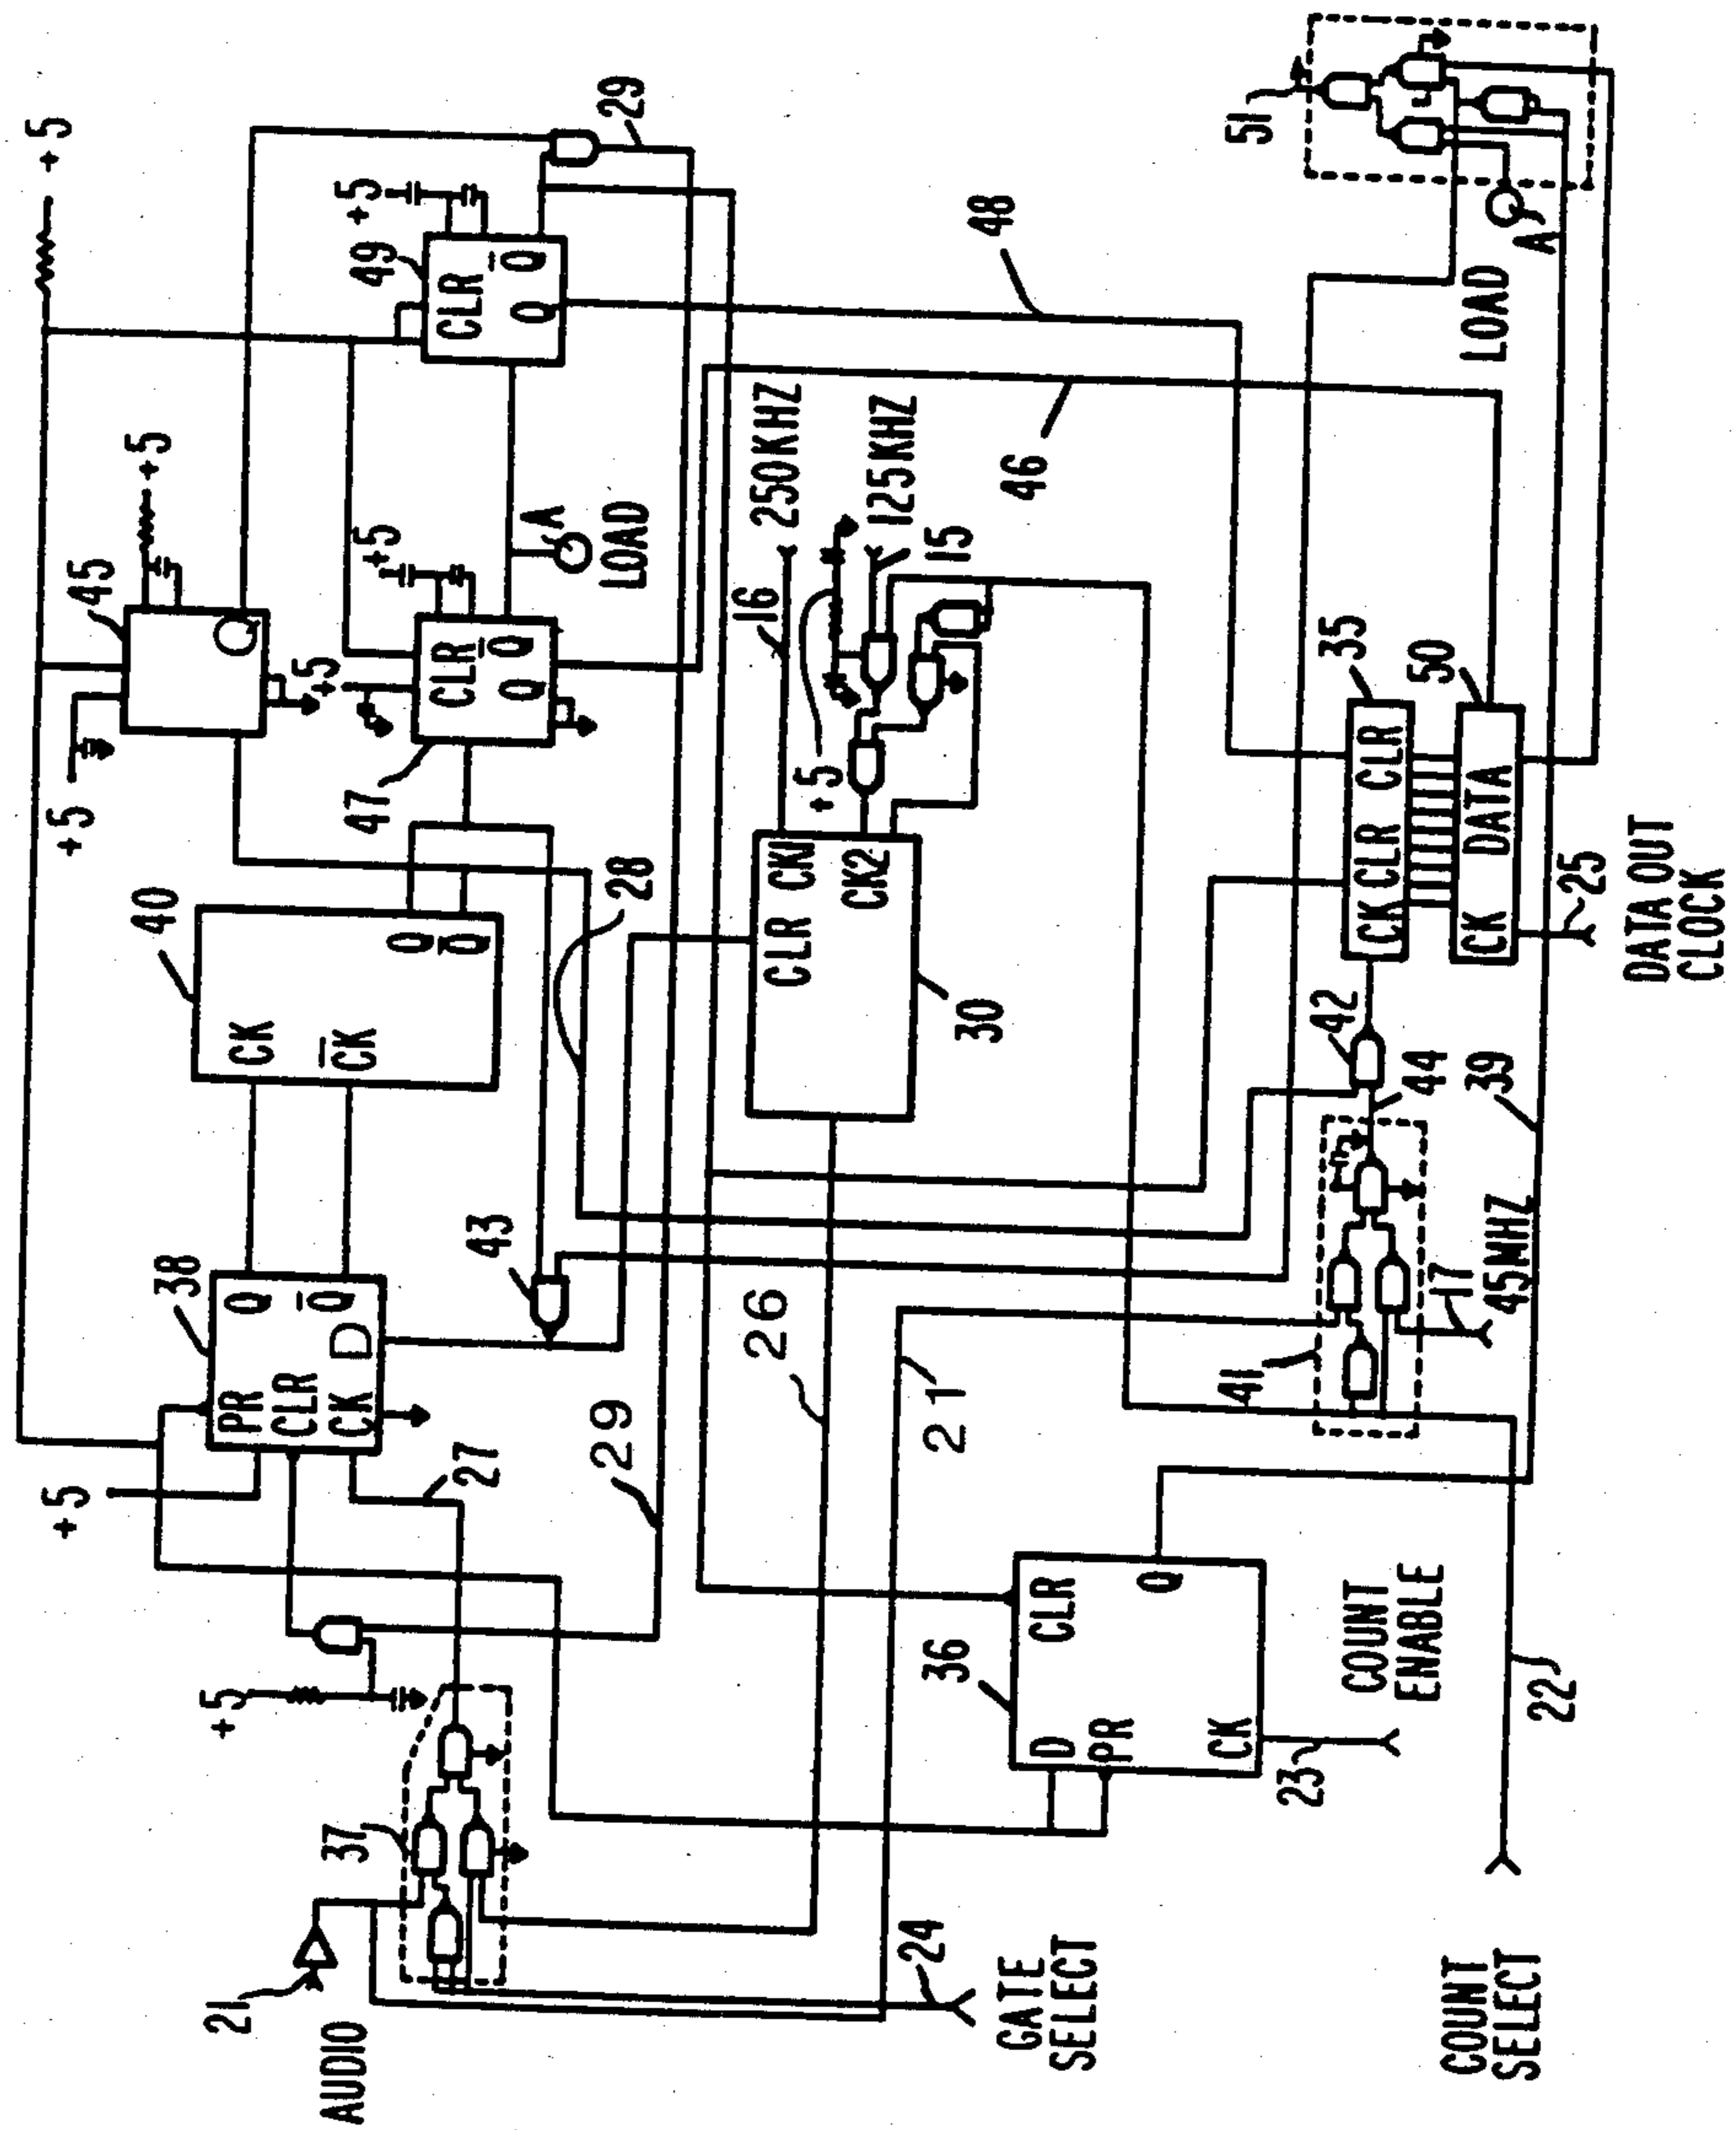 AUDIO
21
37
+5
+5
38
PR
CLR
CK
Q
Q
D
27
29
40
CK
CK
Q
Q
43
28
+5
45
+5
Q
+5
47
+5
CLR
Q
Q
A
LOAD
+5
49
+5
CLR
Q
Q
29
26
21
24
GATE
SELECT
36
D
PR
CK
CLR
Q
23
COUNT
ENABLE
CLR CK1
CK2
30
16
250KHZ
+5
125KHZ
15
46
48
COUNT
SELECT
22
41
17
45MHZ
44
42
39
35
CK CLR CLR
50
CK DATA
25
DATA OUT
CLOCK
LOAD
A
51